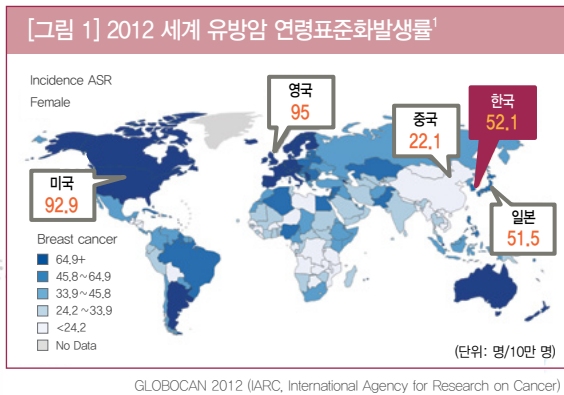 [그림 1] 2012 세계 유방암 연령표준화발생률1
Incidence ASR
Female
영국
95
중국
22.1
한국
52.1
미국
92.9
일본
51.5
Breast cancer
64.9+
45.8~64.9
33.9~45.8
24.2~33.9
<24.2
No Data
(단위: 명/10만 명)
GLOBOCAN 2012 (IARC, International Agency for Research on Cancer)